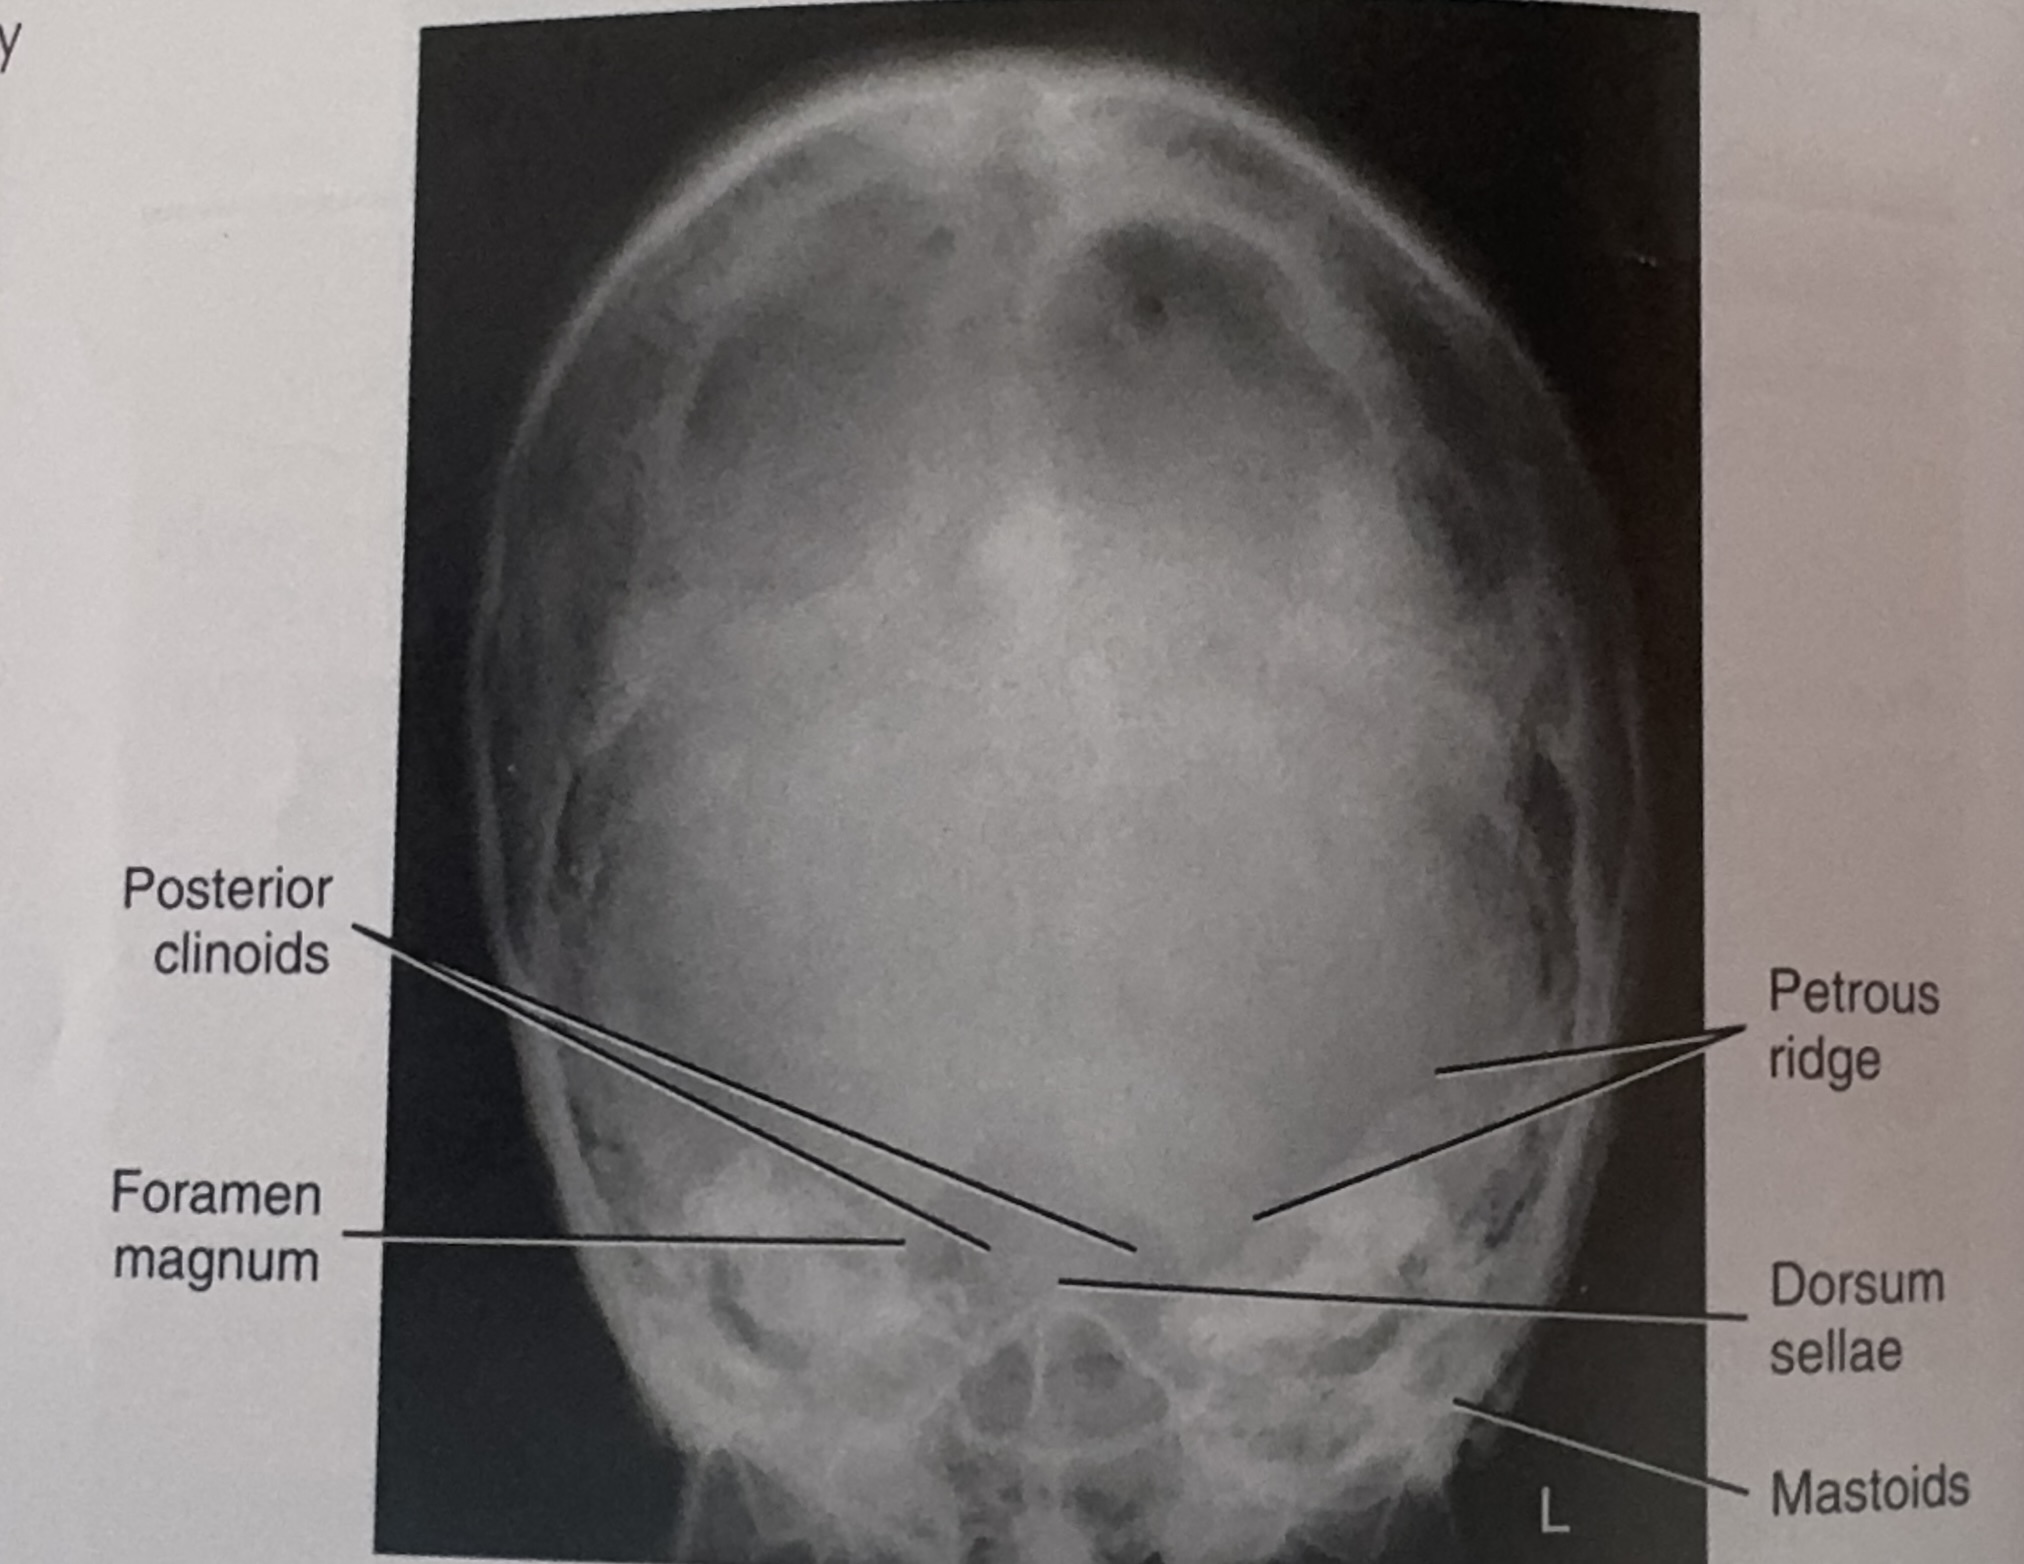 y
Posterior
clinoids
Foramen
magnum
Petrous
ridge
Dorsum
sellae
Mastoids
L